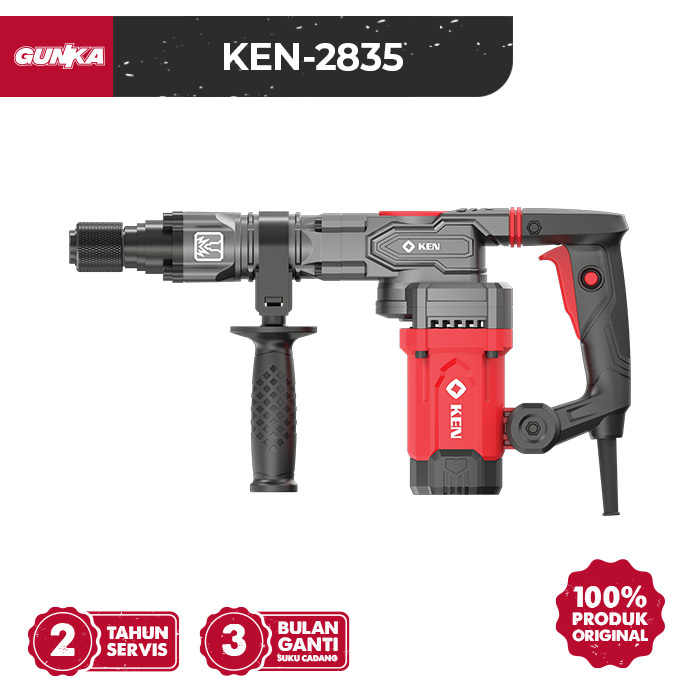 GUNKA
KEN-2835
KEN
KEN
2
TAHUN
SERVIS
3
BULAN
GANTI
SUKU CADANG
100%
PRODUK
ORIGINAL